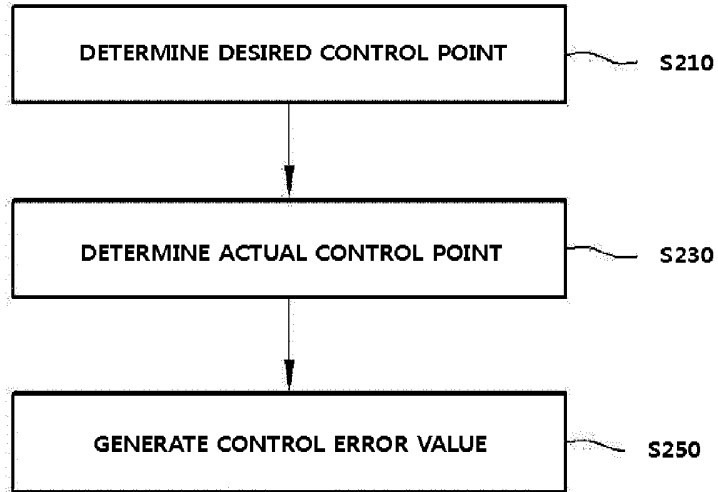 DETERMINE DESIRED CONTROL POINT
S210
DETERMINE ACTUAL CONTROL POINT
S230
GENERATE CONTROL ERROR VALUE
S250